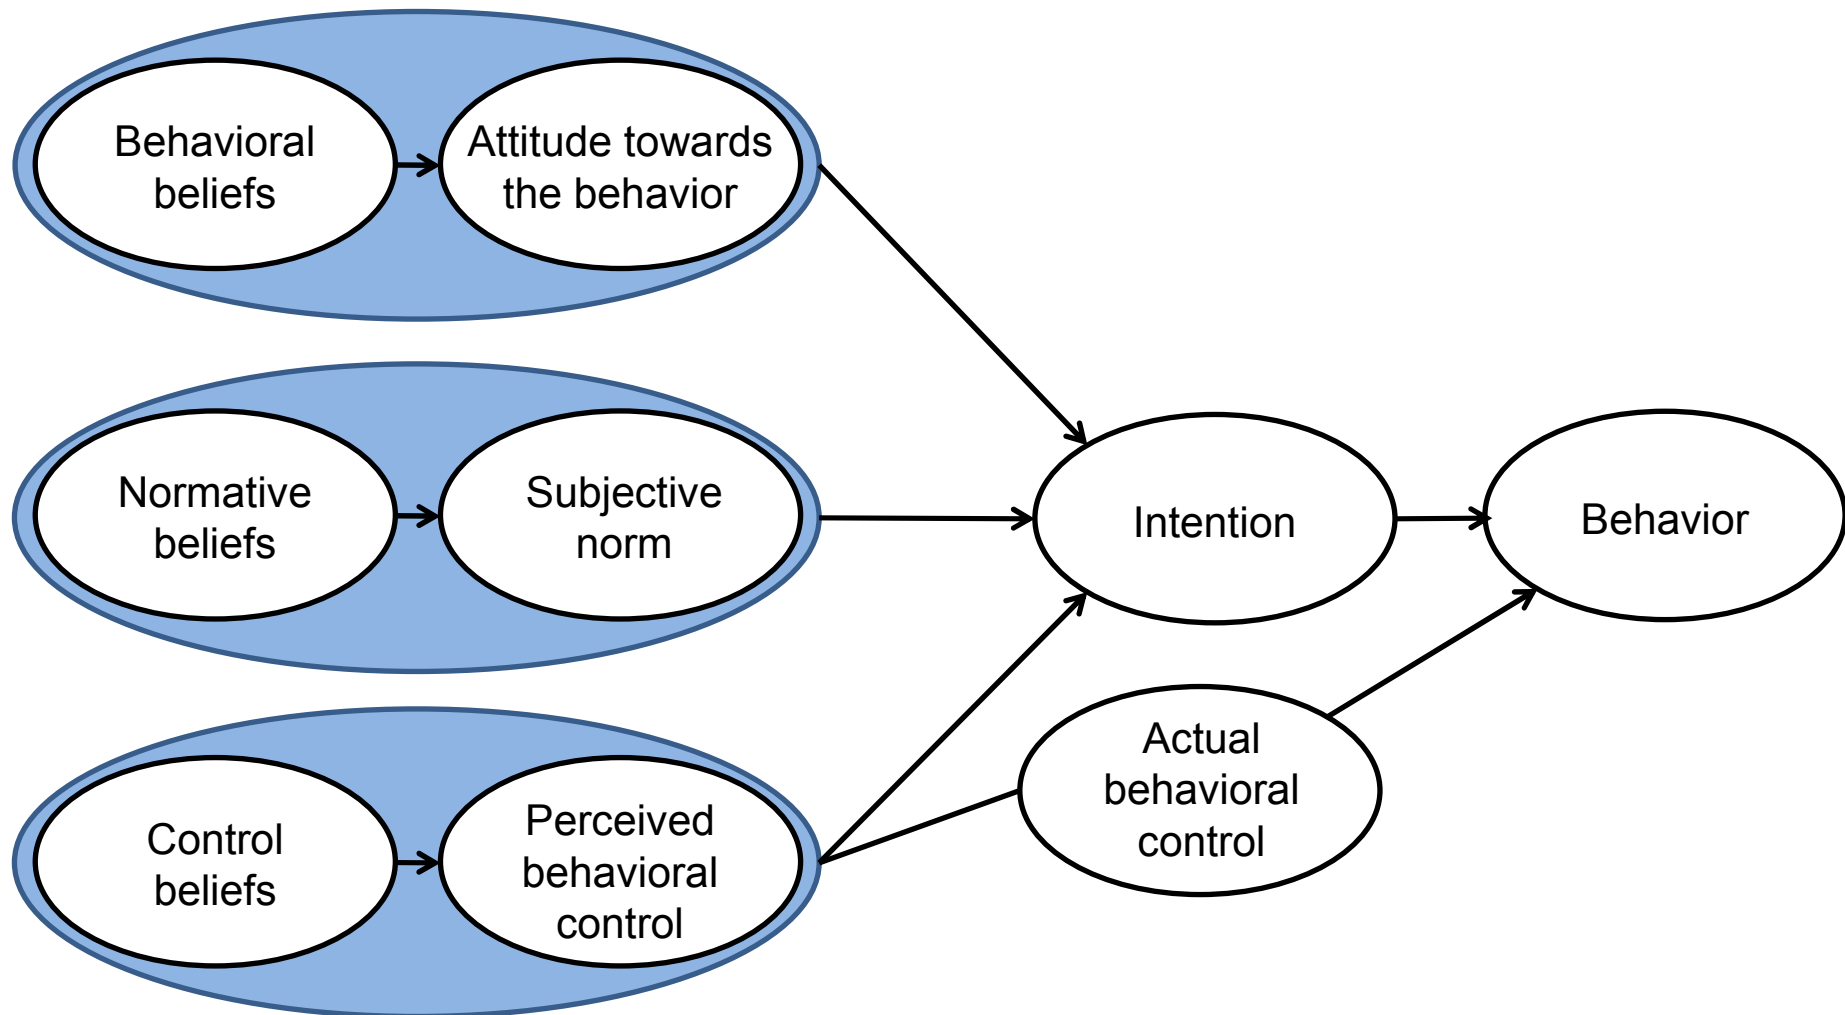 Behavioral
beliefs
Attitude towards
the behavior
Normative
beliefs
Subjective
norm
Intention
Behavior
Control
beliefs
Perceived
behavioral
control
Actual
behavioral
control